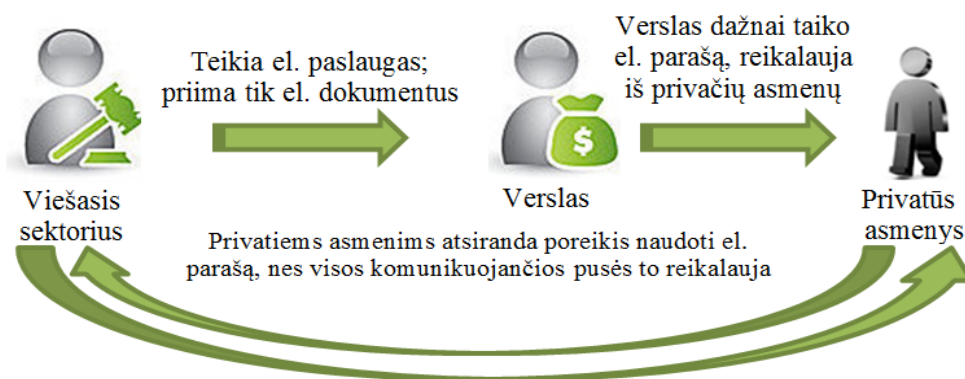 Teikia el. paslaugas;
priima tik el. dokumentus
Verslas dažnai taiko
el. parašą, reikalauja
iš privačių asmenų
$
Viešasis
sektorius
Verslas
Privatūs
asmenys
Privatiems asmenims atsiranda poreikis naudoti el.
parašą, nes visos komunikuojančios pusės to reikalauja